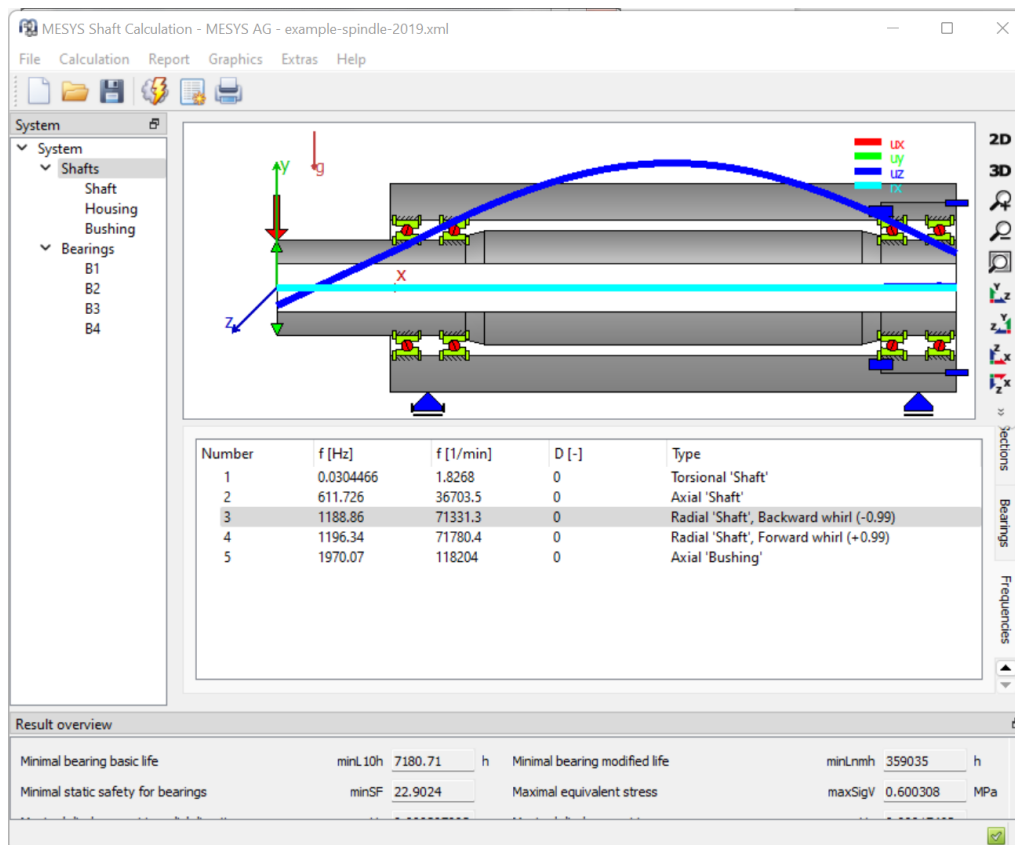 MESYS Shaft Calculation - MESYS AG - example-spindle-2019.xml
File Calculation Report Graphics Extras Help
System
System
Shafts
Shaft
Housing
Bushing
Bearings
B1
B2
B3
B4
y
g
x
z
ux
uy
uz
rx
2D
3D
Y z
z Y
Z x
z x
Sections
Bearings
Frequencies
Number f [Hz] f [1/min] D [-] Type
1 0.0304466 1.8268 0 Torsional 'Shaft'
2 611.726 36703.5 0 Axial 'Shaft'
3 1188.86 71331.3 0 Radial 'Shaft', Backward whirl (-0.99)
4 1196.34 71780.4 0 Radial 'Shaft', Forward whirl (+0.99)
5 1970.07 118204 0 Axial 'Bushing'
Result overview
Minimal bearing basic life minL10h 7180.71 h Minimal bearing modified life minLnmh 359035 h
Minimal static safety for bearings minSF 22.9024 Maximal equivalent stress maxSigV 0.600308 MPa